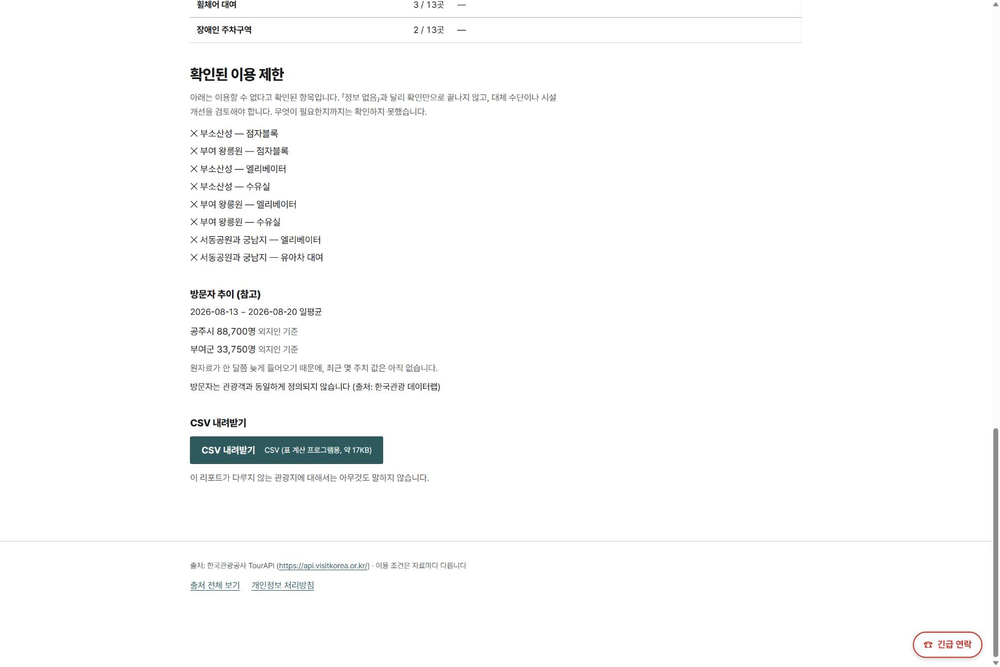 휠체어 대여 3 / 13곳 —
장애인 주차구역 2 / 13곳 —
확인된 이용 제한
아래는 이용할 수 없다고 확인된 항목입니다. 「정보 없음」과 달리 확인만으로 끝나지 않고, 대체 수단이나 시설
개선을 검토해야 합니다. 무엇이 필요한지까지는 확인하지 못했습니다.
✕ 부소산성 — 점자블록
✕ 부여 왕릉원 — 점자블록
✕ 부소산성 — 엘리베이터
✕ 부소산성 — 수유실
✕ 부여 왕릉원 — 엘리베이터
✕ 부여 왕릉원 — 수유실
✕ 서동공원과 궁남지 — 엘리베이터
✕ 서동공원과 궁남지 — 유아차 대여
방문자 추이 (참고)
2026-08-13 ~ 2026-08-20 일평균
공주시 88,700명 외지인 기준
부여군 33,750명 외지인 기준
원자료가 한 달쯤 늦게 들어오기 때문에, 최근 몇 주치 값은 아직 없습니다.
방문자는 관광객과 동일하게 정의되지 않습니다 (출처: 한국관광 데이터랩)
CSV 내려받기
CSV 내려받기 CSV (표 계산 프로그램용, 약 17KB)
이 리포트가 다루지 않는 관광지에 대해서는 아무것도 말하지 않습니다.
출처: 한국관광공사 TourAPI (https://api.visitkorea.or.kr/) · 이용 조건은 자료마다 다릅니다
출처 전체 보기 개인정보 처리방침
☎ 긴급 연락